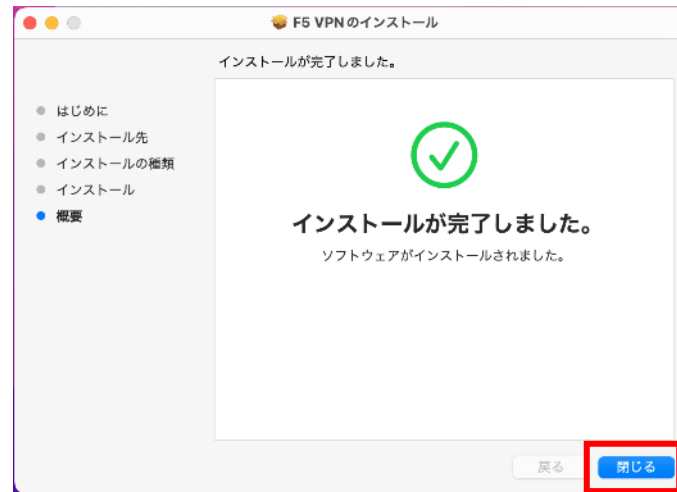 F5 VPNのインストール
インストールが完了しました。
はじめに
インストール先
インストールの種類
インストール
概要
インストールが完了しました。
ソフトウェアがインストールされました。
戻る
閉じる